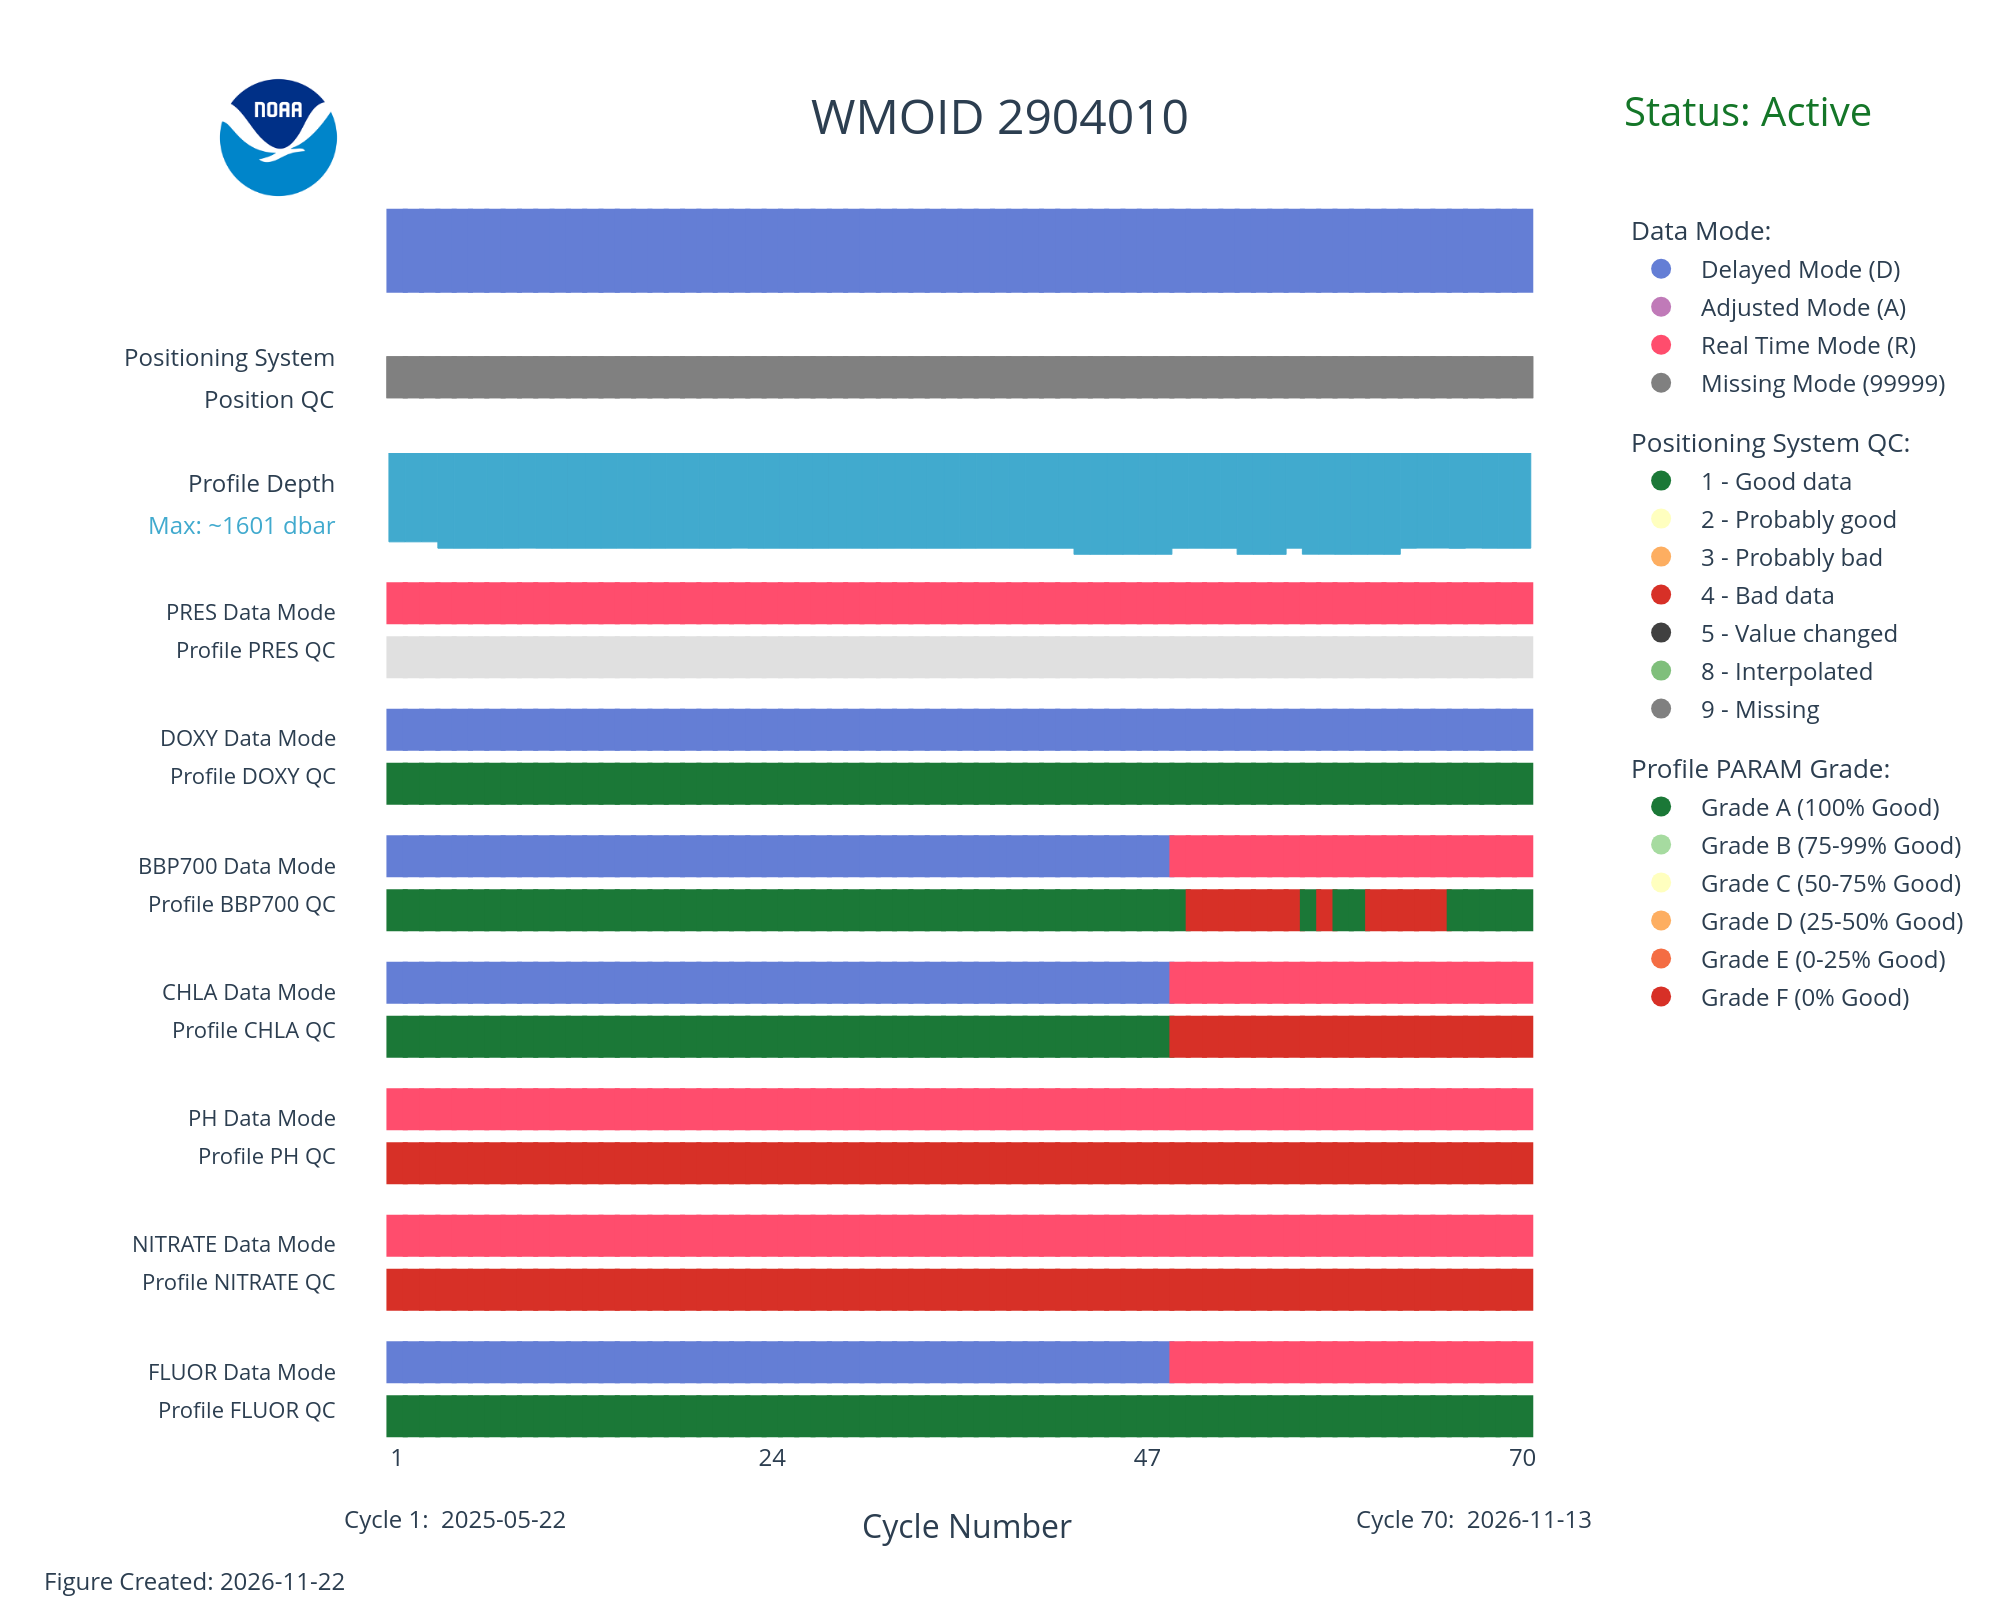 NOAA
WMOID 2904010
Status: Active
Positioning System
Position QC
Profile Depth
Max: ~1601 dbar
PRES Data Mode
Profile PRES QC
DOXY Data Mode
Profile DOXY QC
BBP700 Data Mode
Profile BBP700 QC
CHLA Data Mode
Profile CHLA QC
PH Data Mode
Profile PH QC
NITRATE Data Mode
Profile NITRATE QC
FLUOR Data Mode
Profile FLUOR QC
Data Mode:
Delayed Mode (D)
Adjusted Mode (A)
Real Time Mode (R)
Missing Mode (99999)
Positioning System QC:
1 - Good data
2 - Probably good
3 - Probably bad
4 - Bad data
5 - Value changed
8 - Interpolated
9 - Missing
Profile PARAM Grade:
Grade A (100% Good)
Grade B (75-99% Good)
Grade C (50-75% Good)
Grade D (25-50% Good)
Grade E (0-25% Good)
Grade F (0% Good)
1 24 47 70
Cycle 1: 2025-05-22
Cycle Number
Cycle 70: 2026-11-13
Figure Created: 2026-11-22